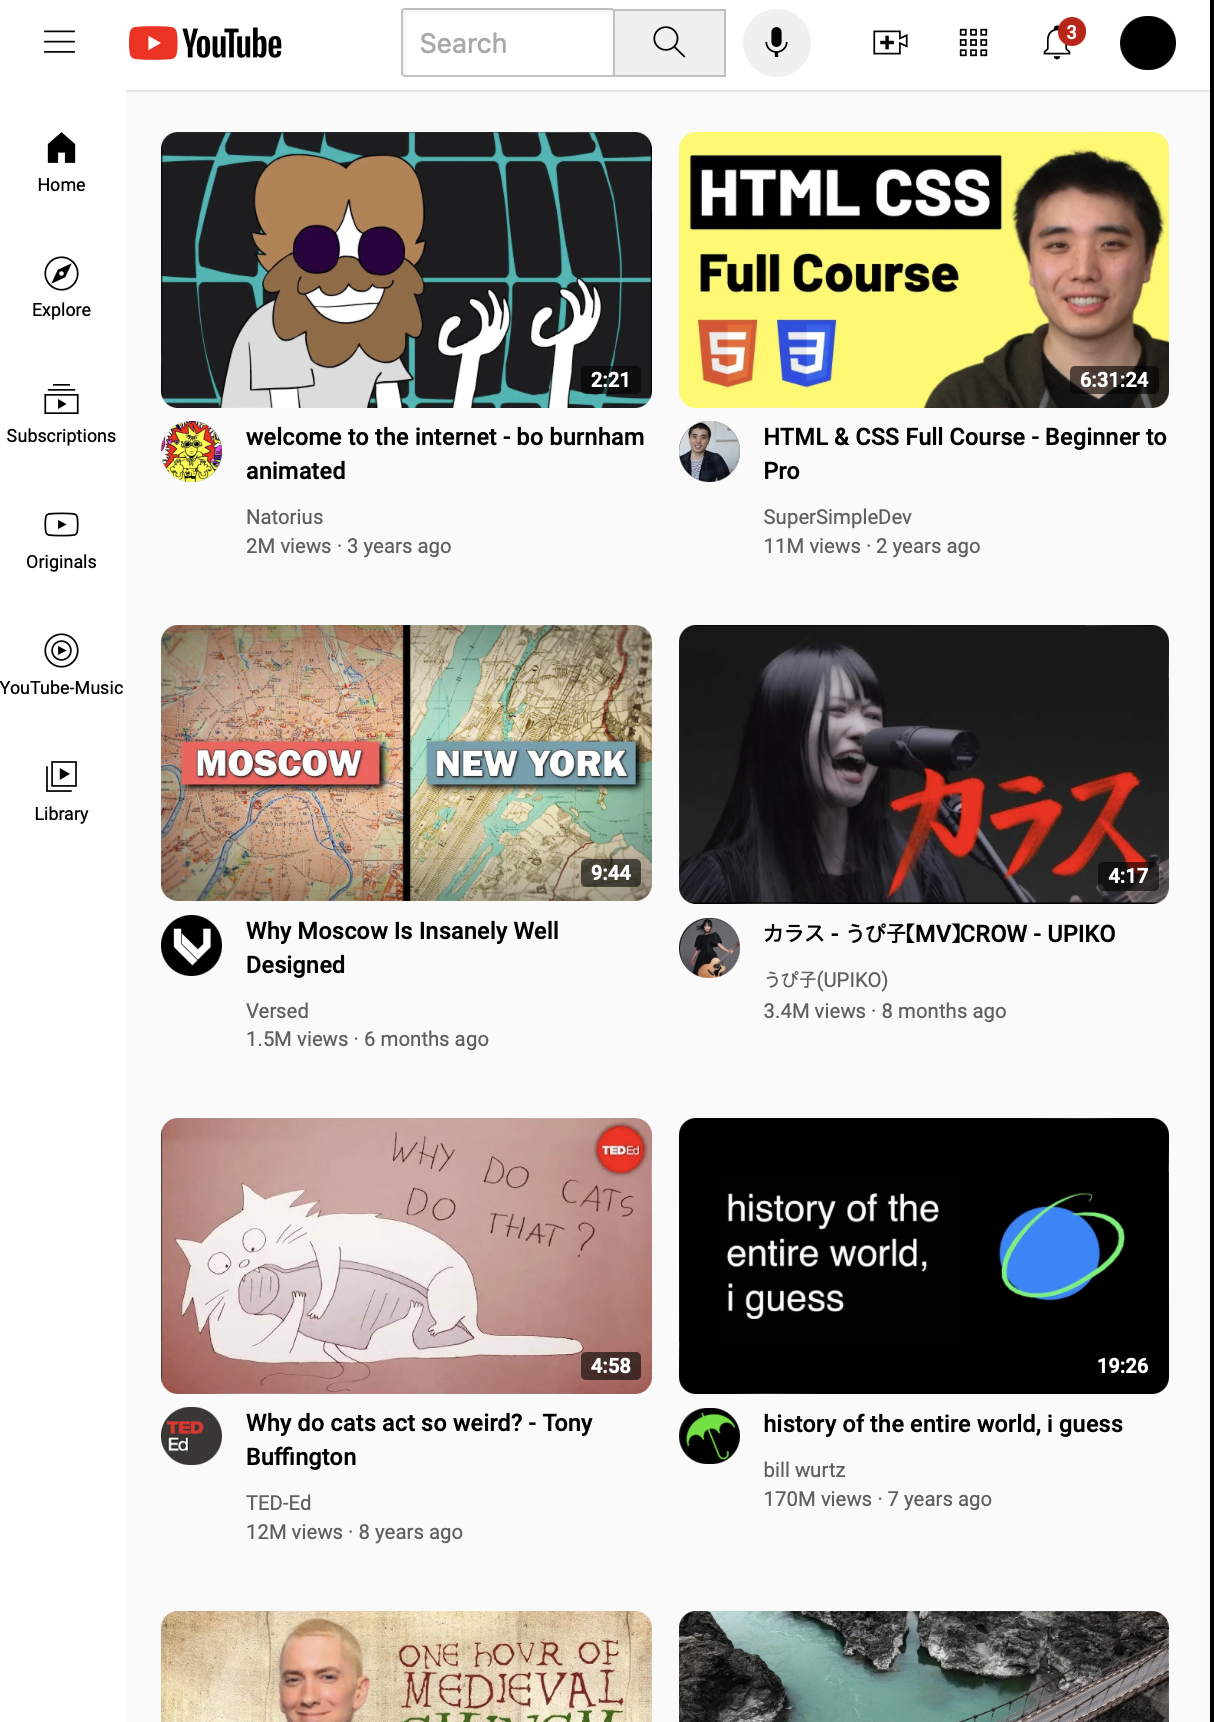 YouTube
Search
3
Home
Explore
Subscriptions
Originals
YouTube-Music
Library
HTML CSS
Full Course
2:21
6:31:24
welcome to the internet - bo burnham
animated
Natorius
2M views · 3 years ago
HTML & CSS Full Course - Beginner to
Pro
SuperSimpleDev
11M views · 2 years ago
MOSCOW
NEW YORK
9:44
カラス
4:17
Why Moscow Is Insanely Well
Designed
Versed
1.5M views · 6 months ago
カラス - うぴ子【MV】CROW - UPIKO
うぴ子(UPIKO)
3.4M views · 8 months ago
TEDEd
WHY DO CATS
DO THAT?
4:58
history of the
entire world,
i guess
19:26
TED
Ed
Why do cats act so weird? - Tony
Buffington
TED-Ed
12M views · 8 years ago
history of the entire world, i guess
bill wurtz
170M views · 7 years ago
ONE HOUR OF
MEDIEVAL